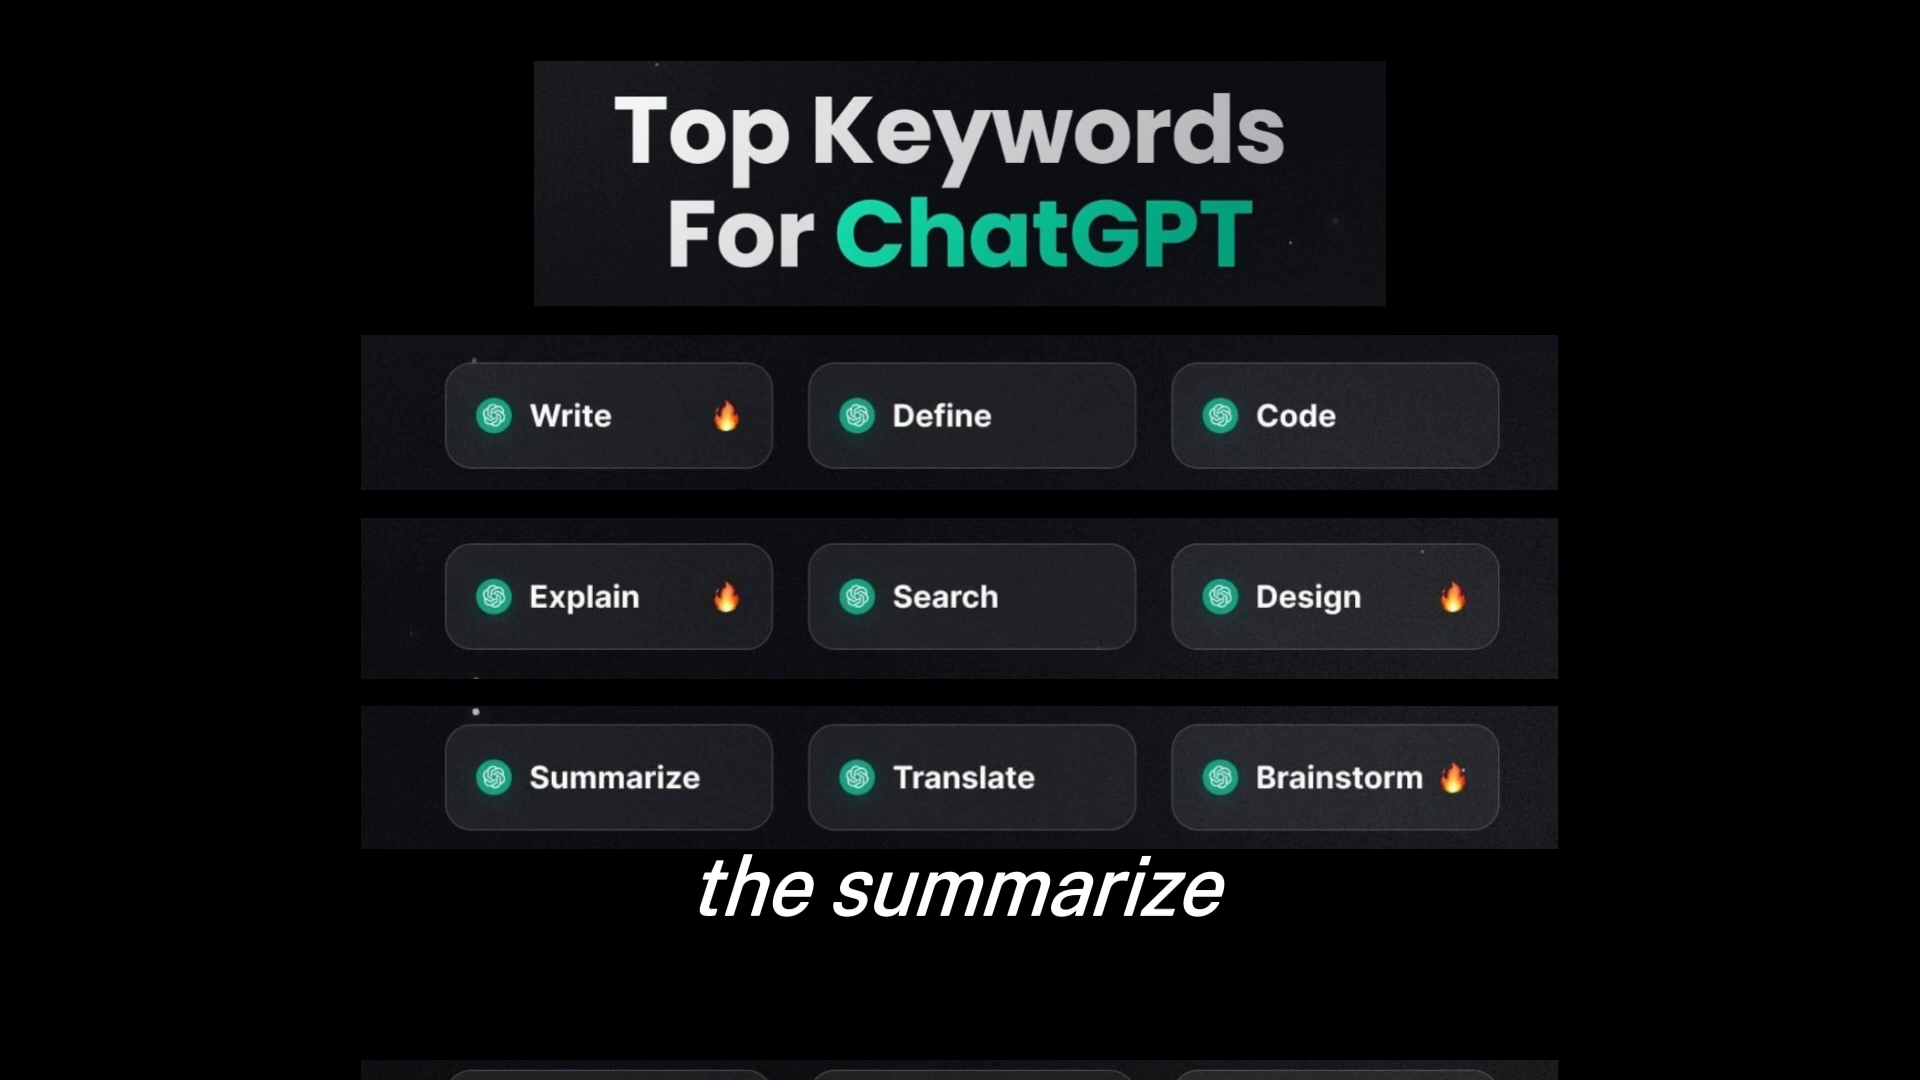 Top Keywords
For ChatGPT
Write 🔥 Define Code
Explain 🔥 Search Design 🔥
Summarize Translate Brainstorm 🔥
the summarize